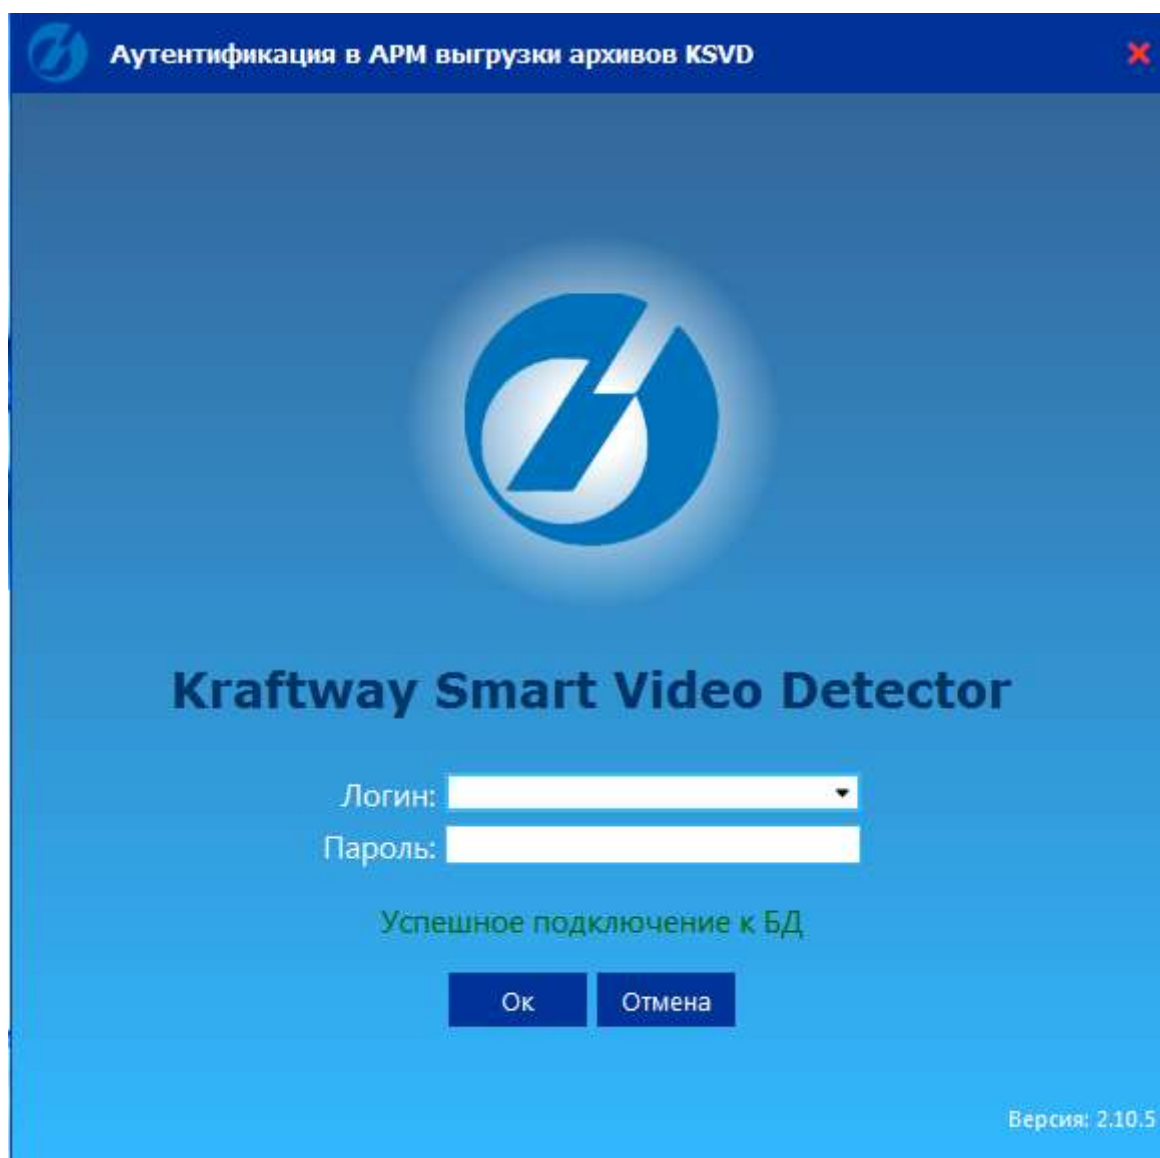 Аутентификация в АРМ выгрузки архивов KSVD
Kraftway Smart Video Detector
Логин:
Пароль:
Успешное подключение к БД
Ок Отмена
Версия: 2.10.5